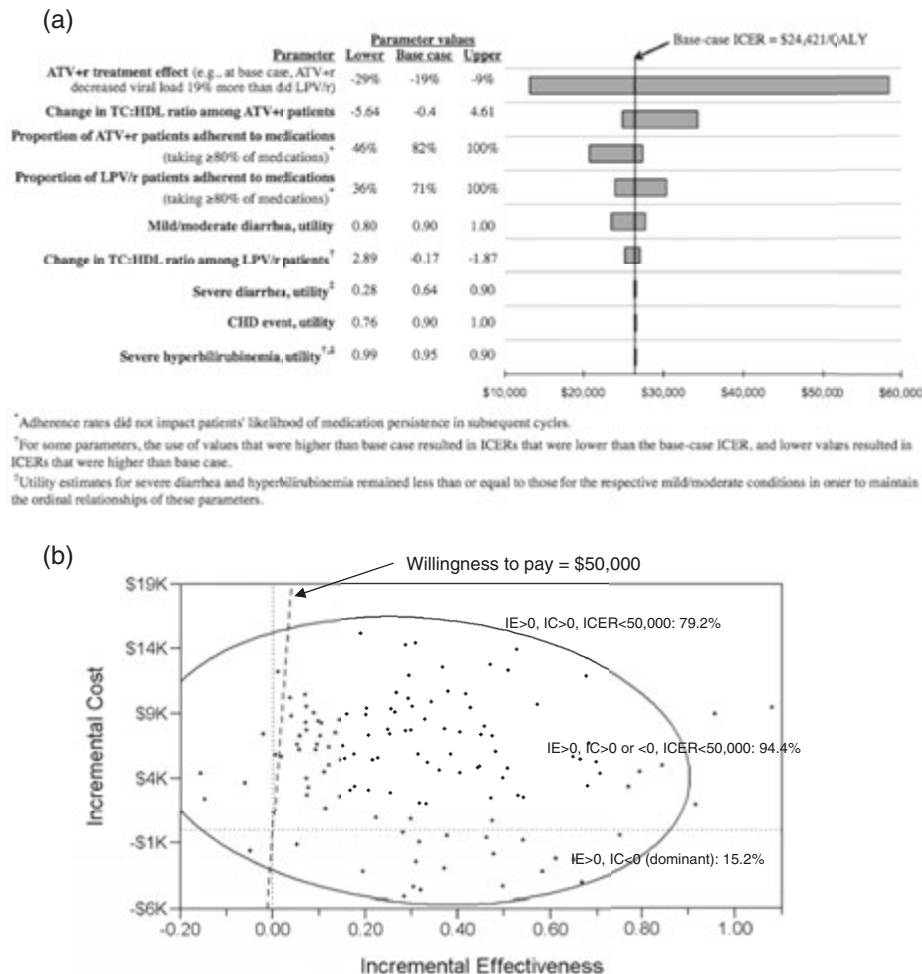 (a)
Base-case ICER = $24,421/QALY
Parameter values
Parameter Lower Base case Upper
ATV+r treatment effect (e.g., at base case, ATV+r
decreased viral load 19% more than did LPV/r) -29% -19% -9%
Change in TC:HDL ratio among ATV+r patients -5.64 -0.4 4.61
Proportion of ATV+r patients adherent to medications
(taking ≥80% of medications)* 46% 82% 100%
Proportion of LPV/r patients adherent to medications
(taking ≥80% of medications)* 36% 71% 100%
Mild/moderate diarrhea, utility 0.80 0.90 1.00
Change in TC:HDL ratio among LPV/r patients† 2.89 -0.17 -1.87
Severe diarrhea, utility‡ 0.28 0.64 0.90
CHD event, utility 0.76 0.90 1.00
Severe hyperbilirubinemia, utility†,‡ 0.99 0.95 0.90
$10,000 $20,000 $30,000 $40,000 $50,000 $60,000
*Adherence rates did not impact patients' likelihood of medication persistence in subsequent cycles.
†For some parameters, the use of values that were higher than base case resulted in ICERs that were lower than the base-case ICER, and lower values resulted in
ICERs that were higher than base case.
‡Utility estimates for severe diarrhea and hyperbilirubinemia remained less than or equal to those for the respective mild/moderate conditions in order to maintain
the ordinal relationships of these parameters.
(b)
Willingness to pay = $50,000
$19K
IE>0, IC>0, ICER<50,000: 79.2%
$14K
$9K
IE>0, IC>0 or <0, ICER<50,000: 94.4%
$4K
-$1K
IE>0, IC<0 (dominant): 15.2%
-$6K
Incremental Cost
-0.20 0.00 0.20 0.40 0.60 0.80 1.00
Incremental Effectiveness